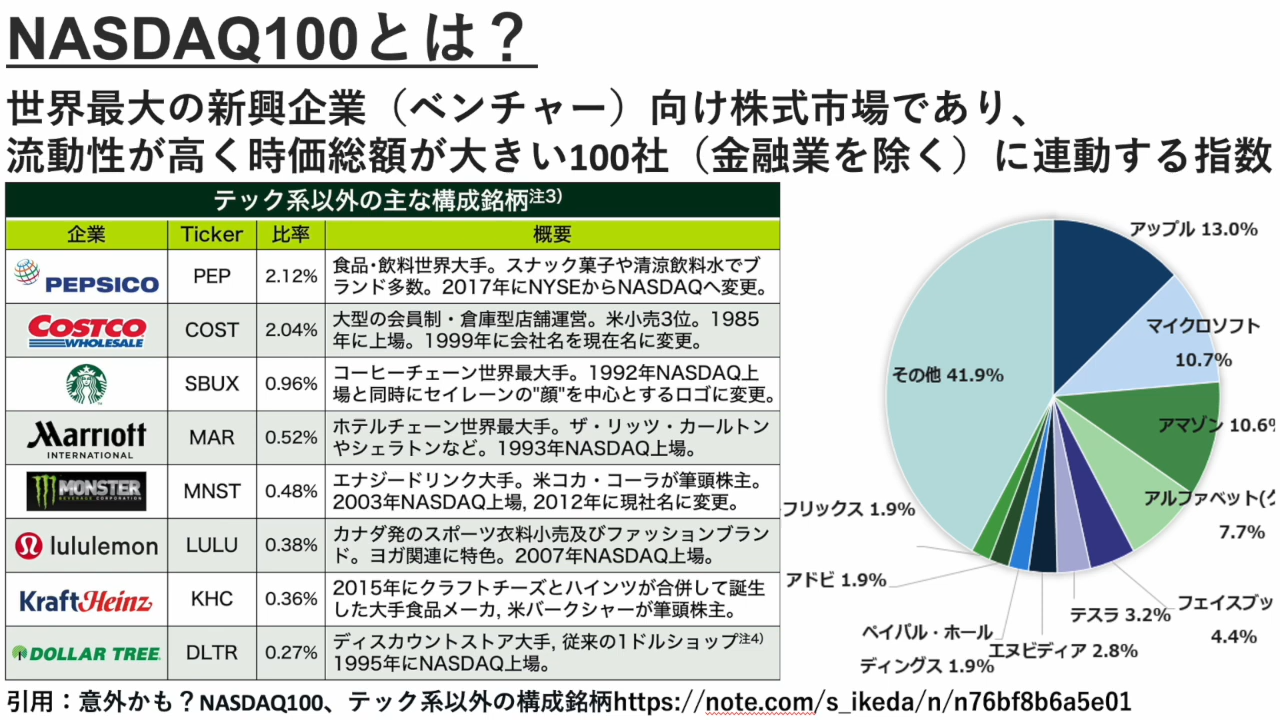 NASDAQ100とは？
世界最大の新興企業（ベンチャー）向け株式市場であり、
流動性が高く時価総額が大きい100社（金融業を除く）に連動する指数
テック系以外の主な構成銘柄注3)
企業 Ticker 比率 概要
PEPSICO PEP 2.12% 食品・飲料世界大手。スナック菓子や清涼飲料水でブ
ランド多数。2017年にNYSEからNASDAQへ変更。
COSTCO WHOLESALE COST 2.04% 大型の会員制・倉庫型店舗運営。米小売3位。1985
年に上場。1999年に会社名を現在名に変更。
SBUX 0.96% コーヒーチェーン世界最大手。1992年NASDAQ上
場と同時にセイレーンの"顔"を中心とするロゴに変更。
Marriott INTERNATIONAL MAR 0.52% ホテルチェーン世界最大手。ザ・リッツ・カールトン
やシェラトンなど。1993年NASDAQ上場。
MONSTER BEVERAGE CORPORATION MNST 0.48% エナジードリンク大手。米コカ・コーラが筆頭株主。
2003年NASDAQ上場, 2012年に現社名に変更。
lululemon LULU 0.38% カナダ発のスポーツ衣料小売及びファッションブラン
ド。ヨガ関連に特色。2007年NASDAQ上場。
KraftHeinz KHC 0.36% 2015年にクラフトチーズとハインツが合併して誕生
した大手食品メーカ, 米バークシャーが筆頭株主。
DOLLAR TREE DLTR 0.27% ディスカウントストア大手, 従来の1ドルショップ注4)
1995年にNASDAQ上場。
アップル 13.0%
マイクロソフト
10.7%
アマゾン 10.6%
アルファベット(グ
7.7%
フェイスブッ
4.4%
テスラ 3.2%
エヌビディア 2.8%
ペイパル・ホール
ディングス 1.9%
アドビ 1.9%
フリックス 1.9%
その他 41.9%
引用：意外かも？NASDAQ100、テック系以外の構成銘柄https://note.com/s_ikeda/n/n76bf8b6a5e01